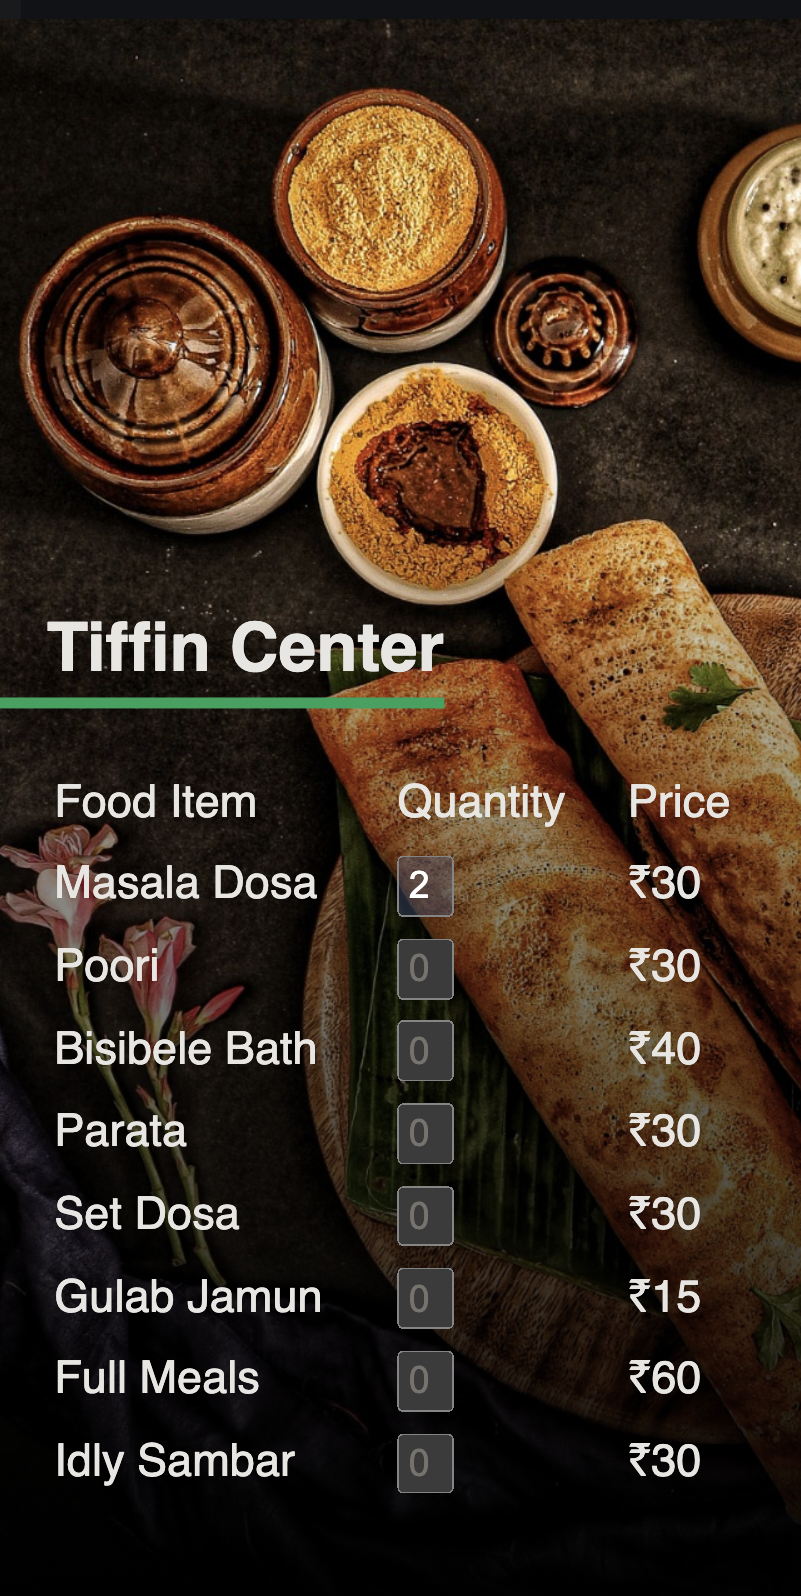 Tiffin Center
Food Item Quantity Price
Masala Dosa 2 ₹30
Poori 0 ₹30
Bisibele Bath 0 ₹40
Parata 0 ₹30
Set Dosa 0 ₹30
Gulab Jamun 0 ₹15
Full Meals 0 ₹60
Idly Sambar 0 ₹30